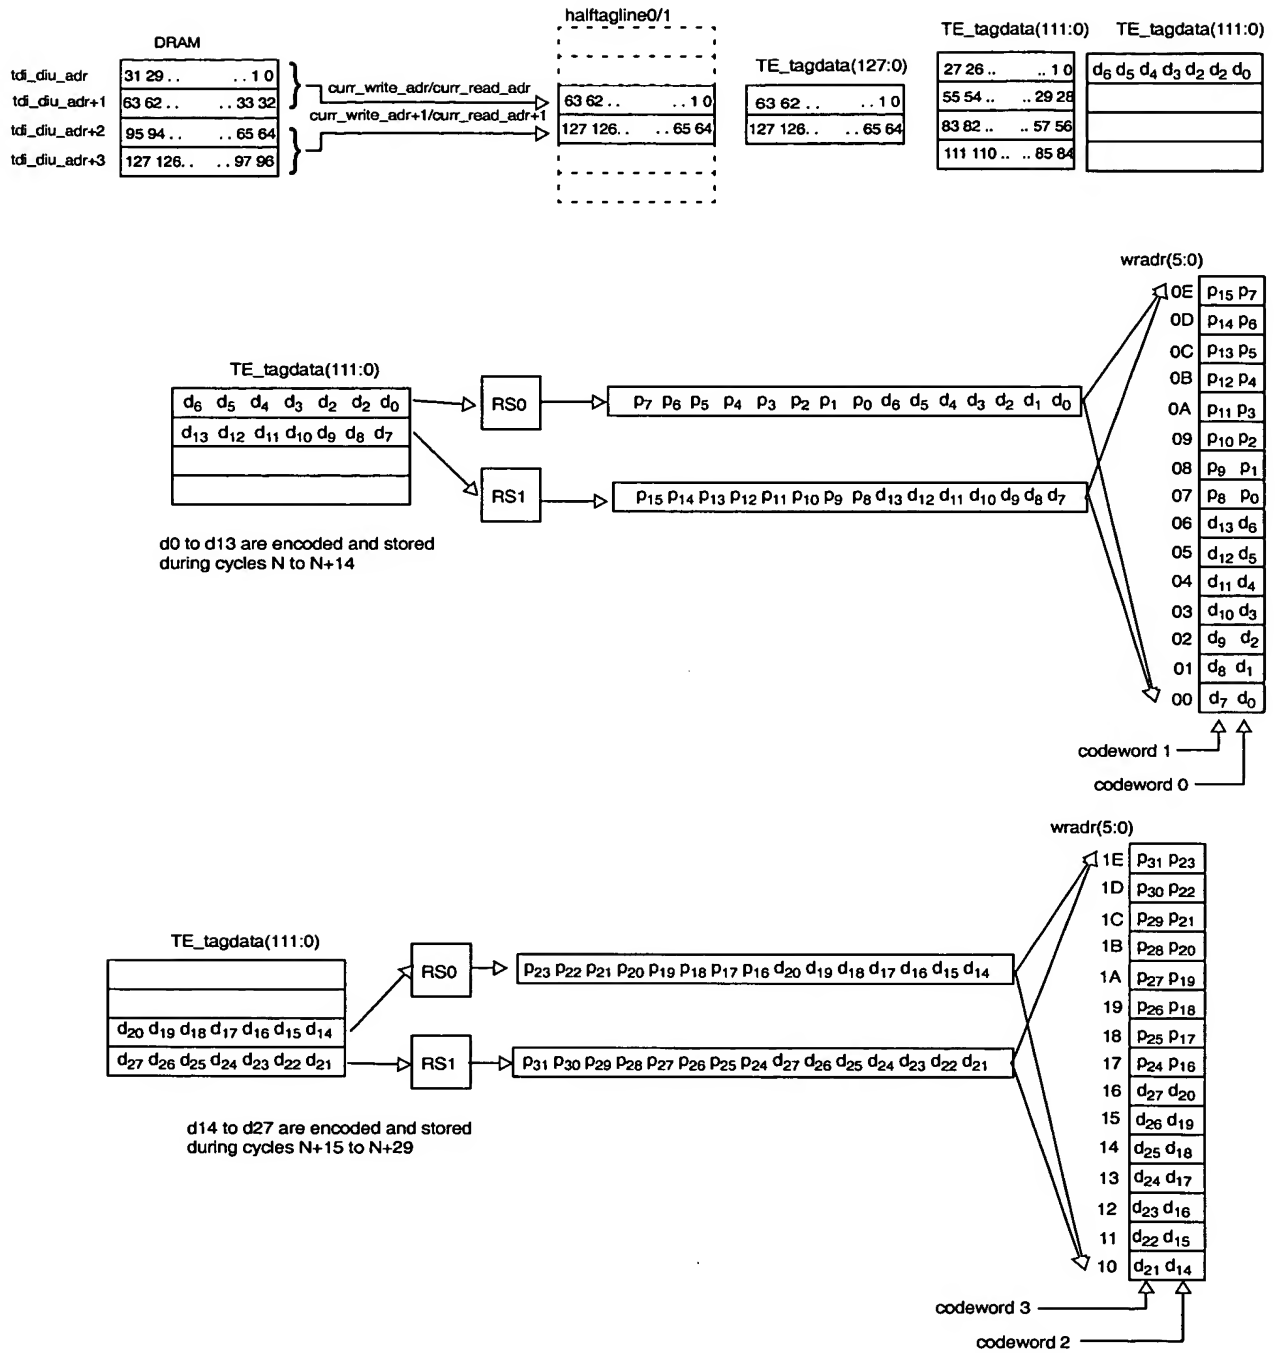 halftagline0/1
DRAM
TE_tagdata(111:0) TE_tagdata(111:0)
TE_tagdata(127:0)
tdi_diu_adr 31 29 . . . . 1 0
tdi_diu_adr+1 63 62 . . . . 33 32
tdi_diu_adr+2 95 94 . . . . 65 64
tdi_diu_adr+3 127 126. . . . 97 96
curr_write_adr/curr_read_adr
curr_write_adr+1/curr_read_adr+1
63 62 . . . . 1 0
127 126. . . . 65 64
63 62 . . . . 1 0
127 126. . . . 65 64
27 26 .. .. 1 0
55 54 .. .. 29 28
83 82 .. .. 57 56
111 110 .. .. 85 84
d6 d5 d4 d3 d2 d2 d0
wradr(5:0)
0E p15 p7
0D p14 p6
0C p13 p5
0B p12 p4
0A p11 p3
09 p10 p2
08 p9 p1
07 p8 p0
06 d13 d6
05 d12 d5
04 d11 d4
03 d10 d3
02 d9 d2
01 d8 d1
00 d7 d0
codeword 1
codeword 0
TE_tagdata(111:0)
d6 d5 d4 d3 d2 d2 d0
d13 d12 d11 d10 d9 d8 d7
RS0
p7 p6 p5 p4 p3 p2 p1 p0 d6 d5 d4 d3 d2 d1 d0
RS1
p15 p14 p13 p12 p11 p10 p9 p8 d13 d12 d11 d10 d9 d8 d7
d0 to d13 are encoded and stored
during cycles N to N+14
wradr(5:0)
1E p31 p23
1D p30 p22
1C p29 p21
1B p28 p20
1A p27 p19
19 p26 p18
18 p25 p17
17 p24 p16
16 d27 d20
15 d26 d19
14 d25 d18
13 d24 d17
12 d23 d16
11 d22 d15
10 d21 d14
codeword 3
codeword 2
TE_tagdata(111:0)
d20 d19 d18 d17 d16 d15 d14
d27 d26 d25 d24 d23 d22 d21
RS0
p23 p22 p21 p20 p19 p18 p17 p16 d20 d19 d18 d17 d16 d15 d14
RS1
p31 p30 p29 p28 p27 p26 p25 p24 d27 d26 d25 d24 d23 d22 d21
d14 to d27 are encoded and stored
during cycles N+15 to N+29